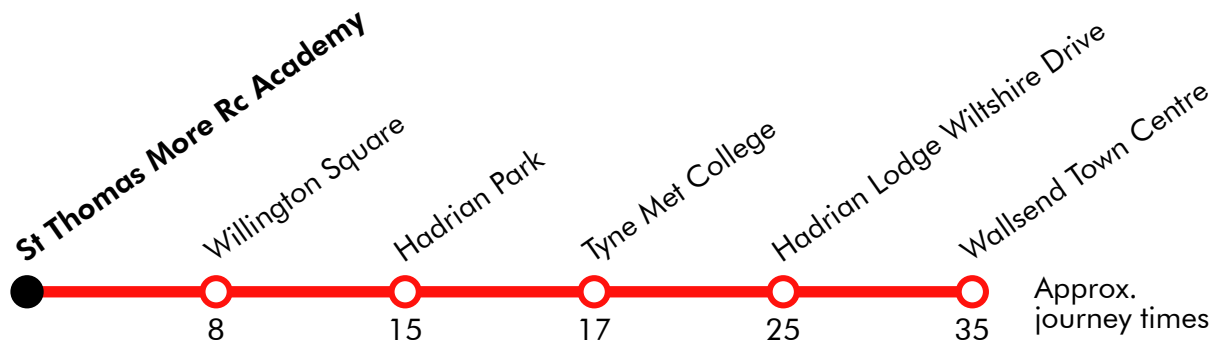 St Thomas More Rc Academy
Willington Square
Hadrian Park
Tyne Met College
Hadrian Lodge Wiltshire Drive
Wallsend Town Centre
8
15
17
25
35
Approx.
journey times